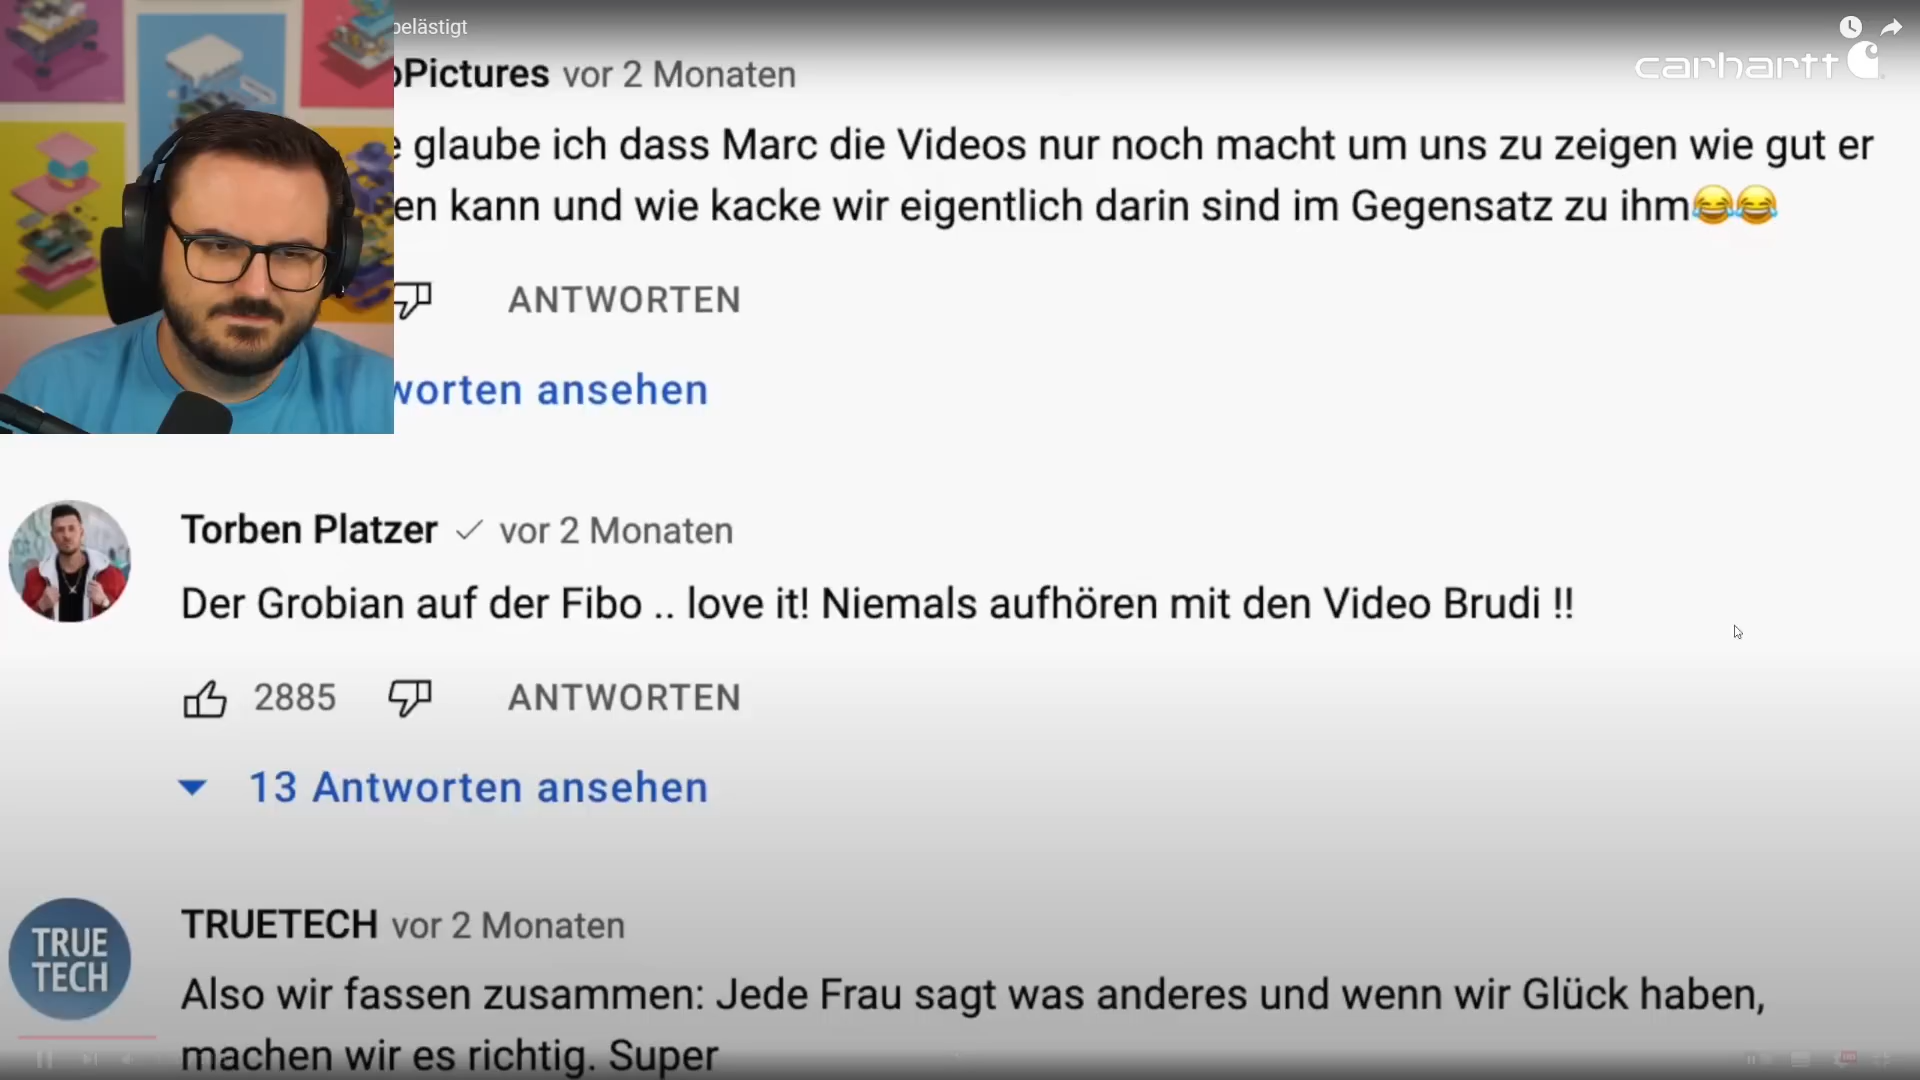 belästigt
carhartt
oPictures vor 2 Monaten
glaube ich dass Marc die Videos nur noch macht um uns zu zeigen wie gut er
en kann und wie kacke wir eigentlich darin sind im Gegensatz zu ihm😂😂
ANTWORTEN
worten ansehen
Torben Platzer ✓ vor 2 Monaten
Der Grobian auf der Fibo .. love it! Niemals aufhören mit den Video Brudi !!
2885 ANTWORTEN
13 Antworten ansehen
TRUE
TECH
TRUETECH vor 2 Monaten
Also wir fassen zusammen: Jede Frau sagt was anderes und wenn wir Glück haben,
machen wir es richtig. Super